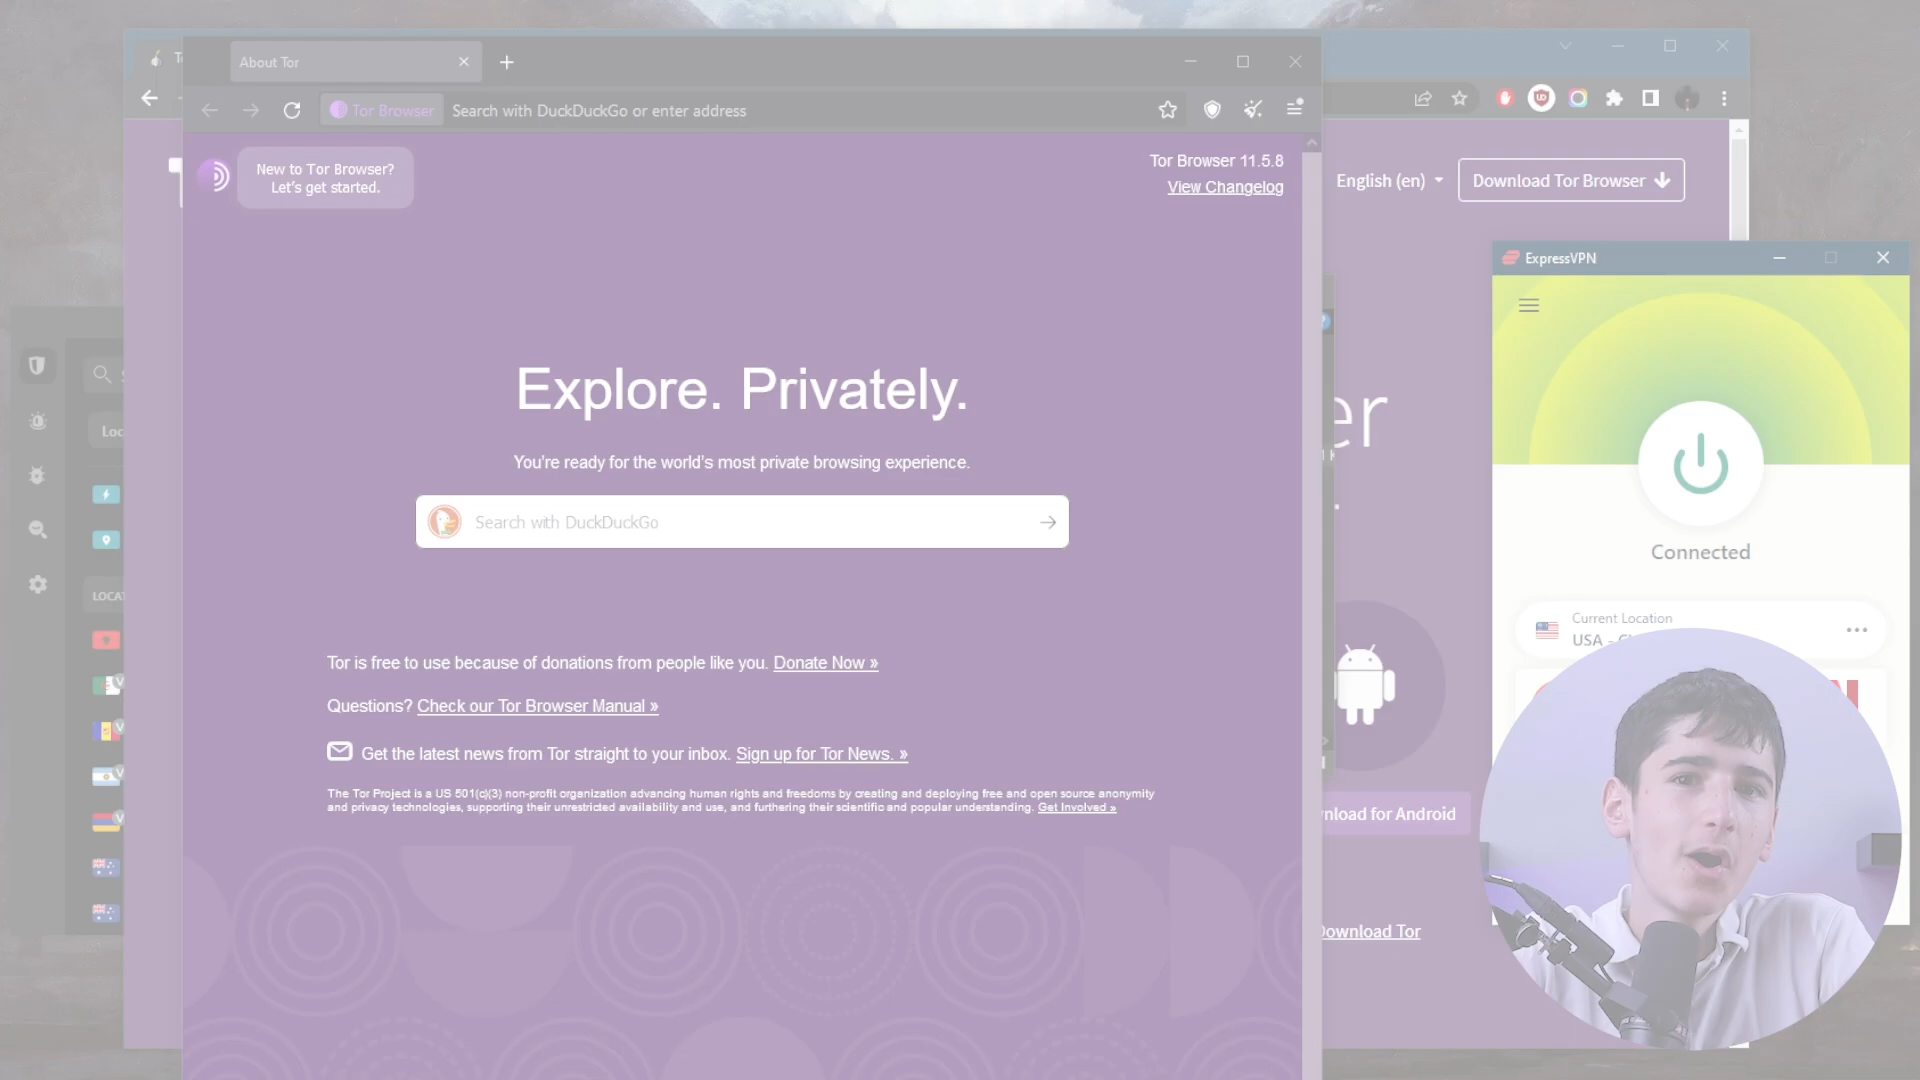 About Tor
Tor Browser
Search with DuckDuckGo or enter address
New to Tor Browser?
Let's get started.
Tor Browser 11.5.8
View Changelog
English (en)
Download Tor Browser
ExpressVPN
Explore. Privately.
You're ready for the world's most private browsing experience.
Search with DuckDuckGo
Connected
Current Location
USA -
Tor is free to use because of donations from people like you. Donate Now »
Questions? Check our Tor Browser Manual »
Get the latest news from Tor straight to your inbox. Sign up for Tor News. »
The Tor Project is a US 501(c)(3) non-profit organization advancing human rights and freedoms by creating and deploying free and open source anonymity
and privacy technologies, supporting their unrestricted availability and use, and furthering their scientific and popular understanding. Get Involved »
for Android
Download Tor